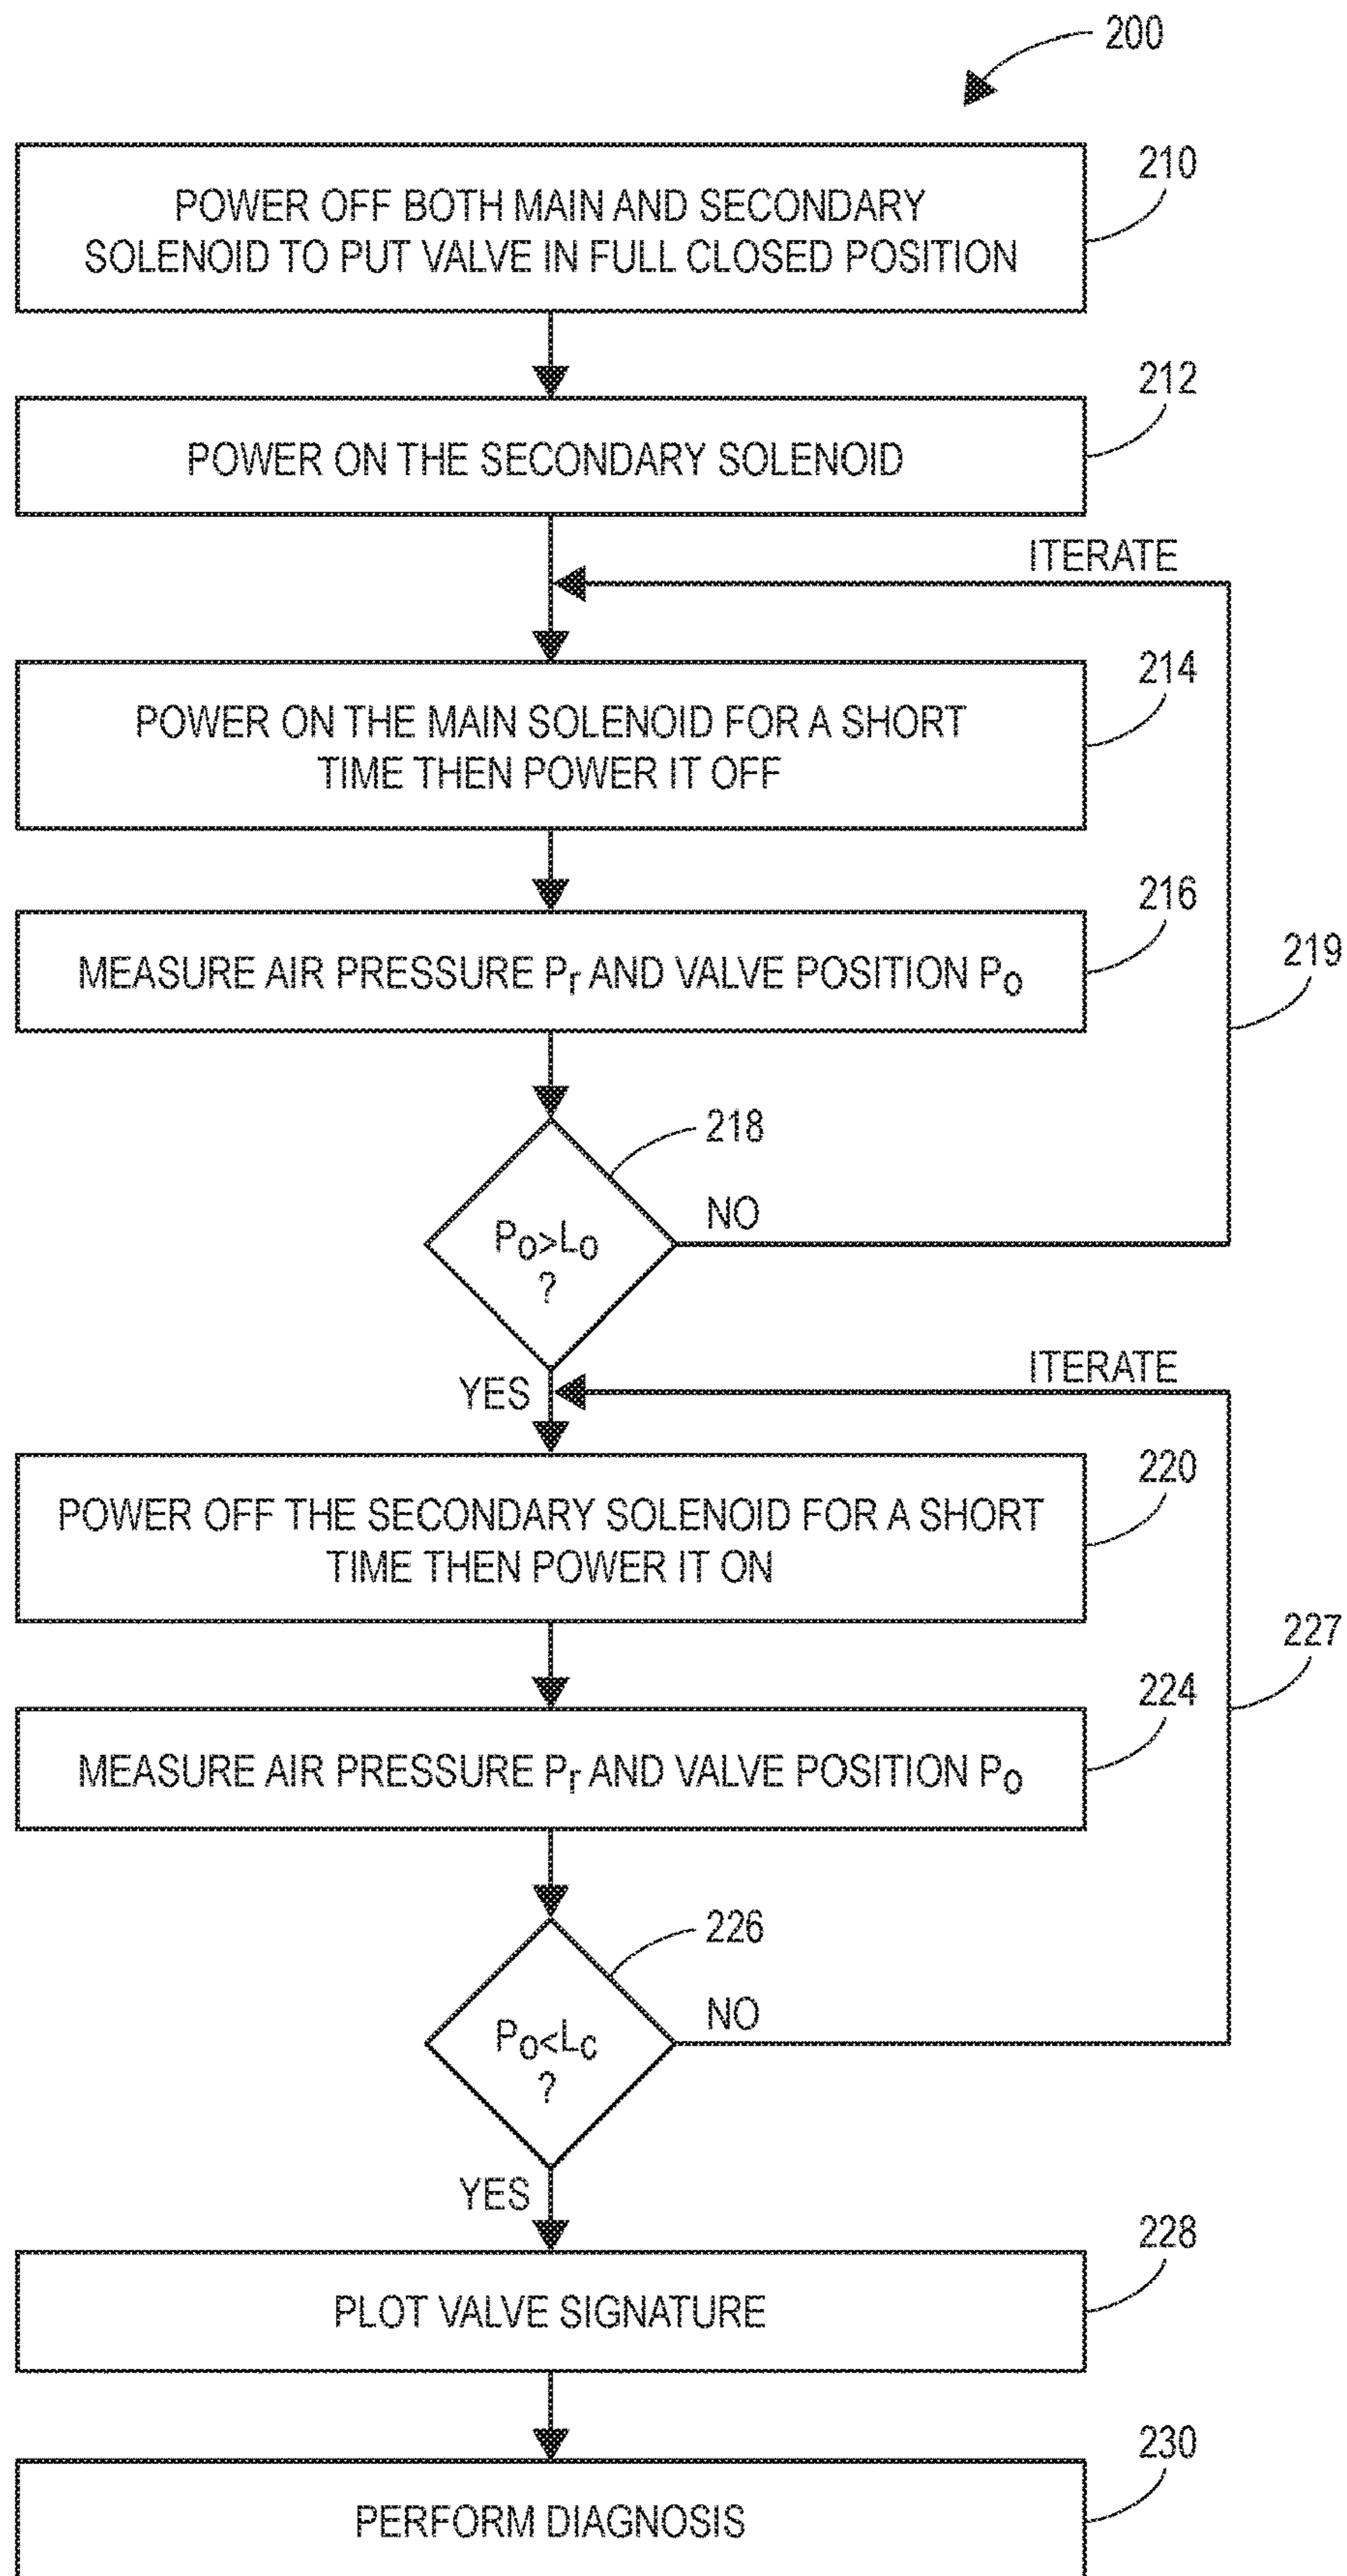 200
POWER OFF BOTH MAIN AND SECONDARY
SOLENOID TO PUT VALVE IN FULL CLOSED POSITION
210
POWER ON THE SECONDARY SOLENOID
212
ITERATE
POWER ON THE MAIN SOLENOID FOR A SHORT
TIME THEN POWER IT OFF
214
MEASURE AIR PRESSURE Pr AND VALVE POSITION Po
216
219
218
Po>Lo
?
NO
YES
ITERATE
POWER OFF THE SECONDARY SOLENOID FOR A SHORT
TIME THEN POWER IT ON
220
227
MEASURE AIR PRESSURE Pr AND VALVE POSITION Po
224
226
Po<Lc
?
NO
YES
PLOT VALVE SIGNATURE
228
PERFORM DIAGNOSIS
230